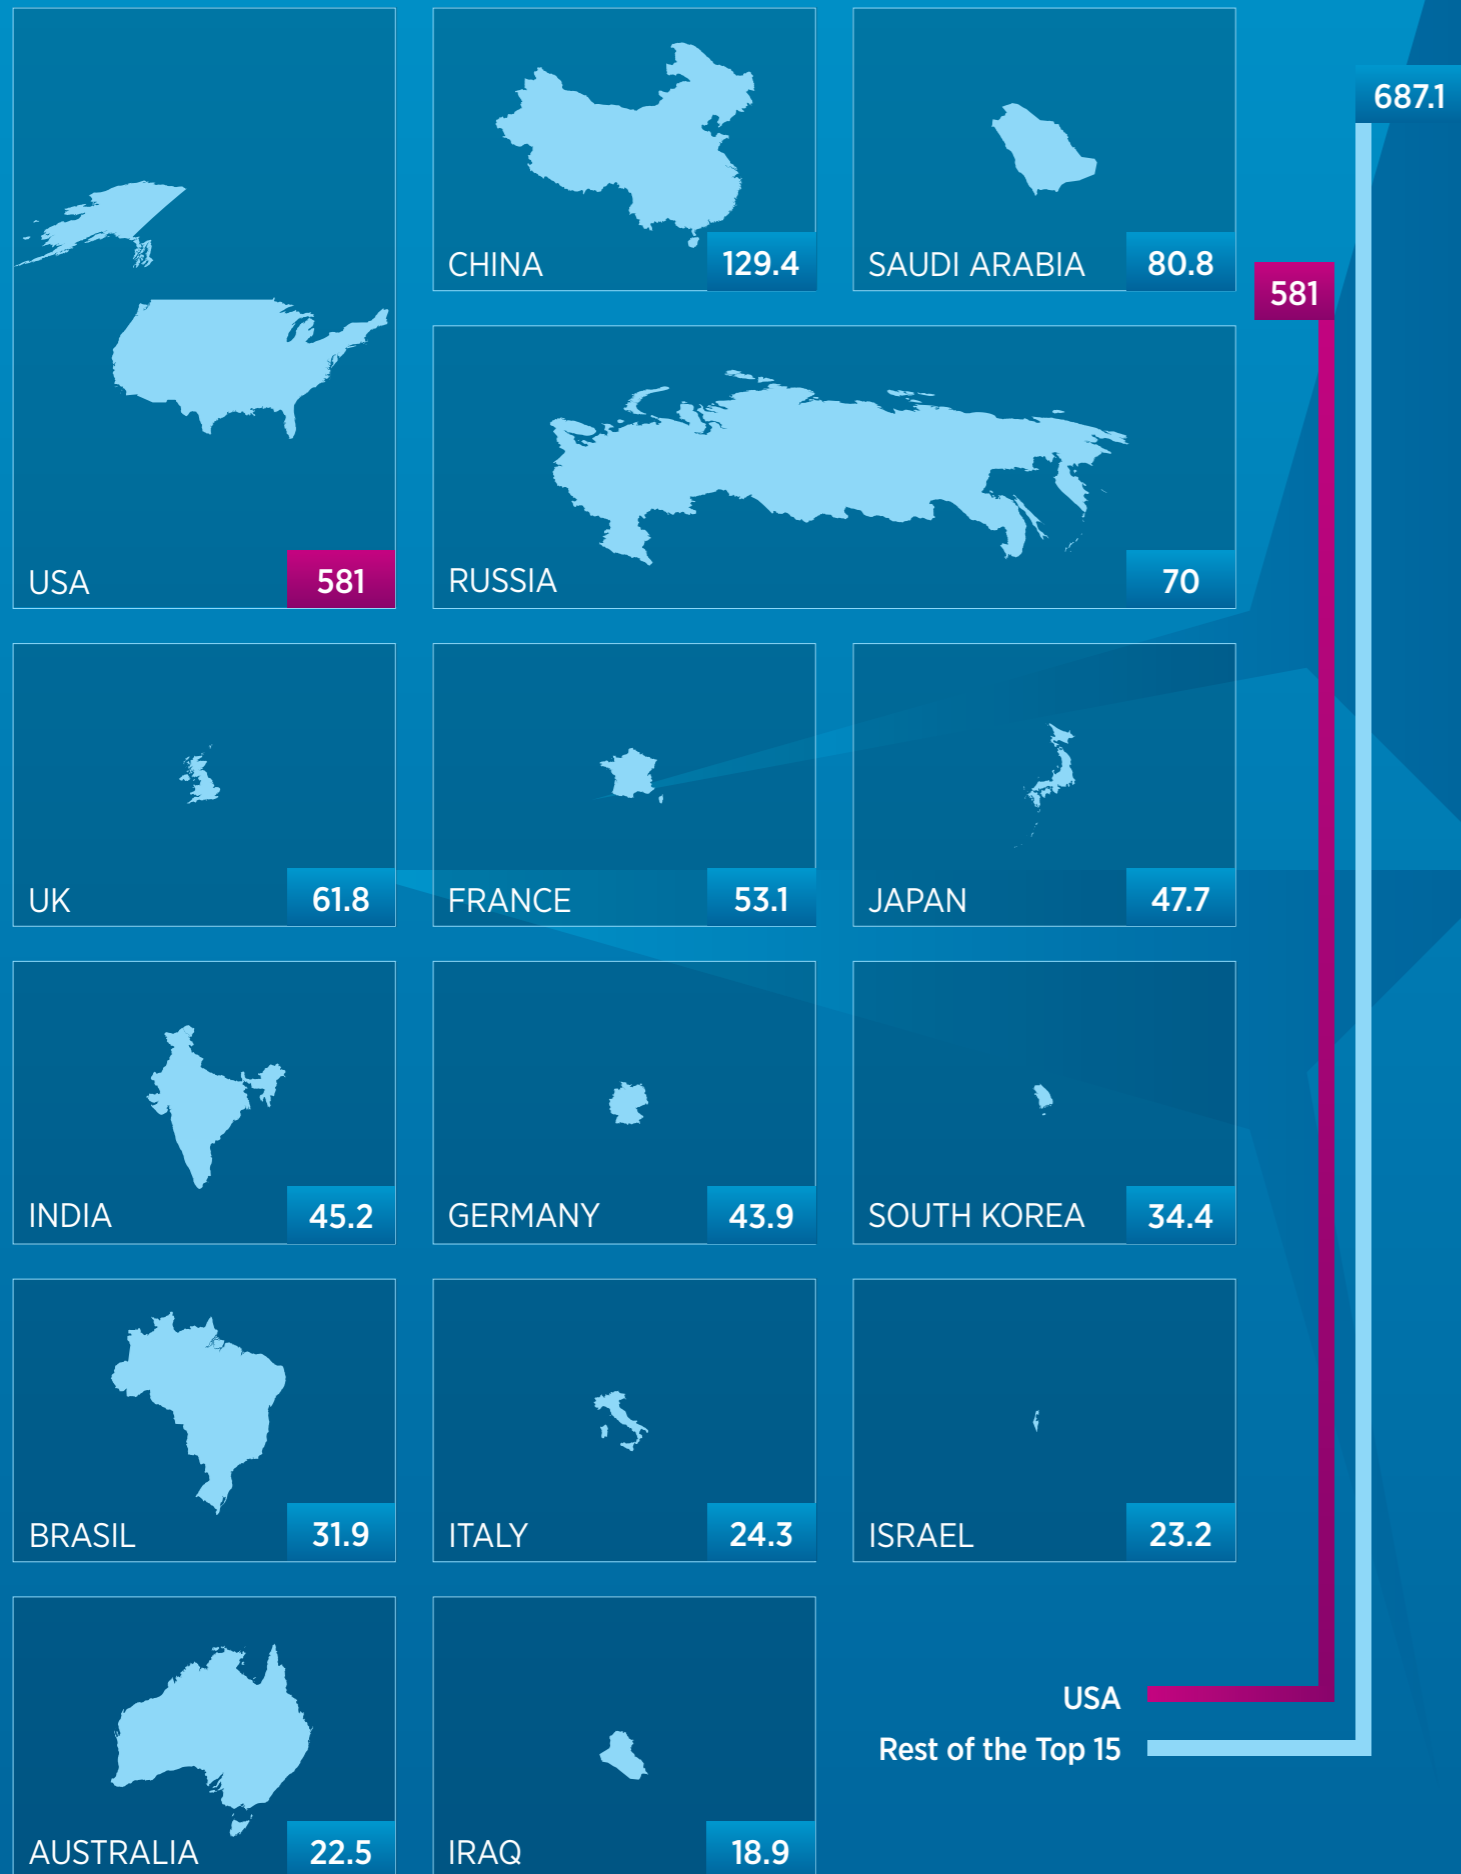 687.1
CHINA 129.4
SAUDI ARABIA 80.8
581
USA 581
RUSSIA 70
UK 61.8
FRANCE 53.1
JAPAN 47.7
INDIA 45.2
GERMANY 43.9
SOUTH KOREA 34.4
BRASIL 31.9
ITALY 24.3
ISRAEL 23.2
USA
Rest of the Top 15
AUSTRALIA 22.5
IRAQ 18.9